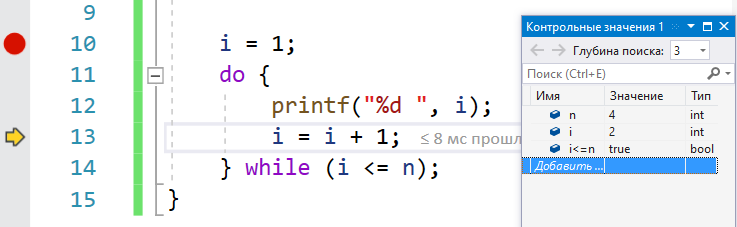 9
10 i = 1;
11 do {
12 printf("%d ", i);
13 i = i + 1; ≤ 8 мс прошл
14 } while (i <= n);
15 }
Контрольные значения 1
Глубина поиска: 3
Поиск (Ctrl+E)
Имя Значение Тип
n 4 int
i 2 int
i<=n true bool
Добавить ...